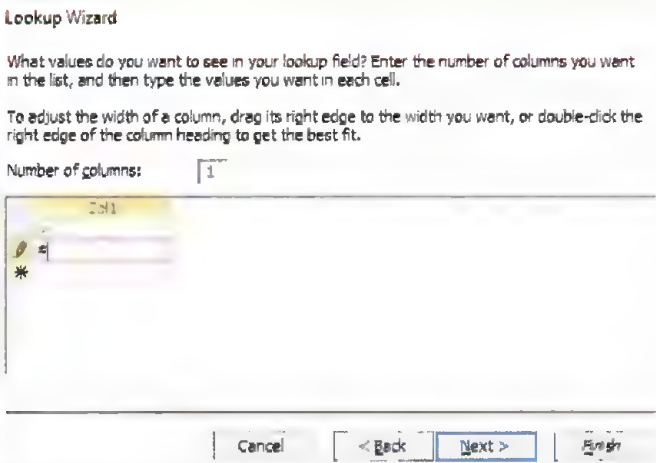 Lookup Wizard
What values do you want to see in your lookup field? Enter the number of columns you want
in the list, and then type the values you want in each cell.
To adjust the width of a column, drag its right edge to the width you want, or double-click the
right edge of the column heading to get the best fit.
Number of columns: 1
Col1
Cancel < Back Next > Finish